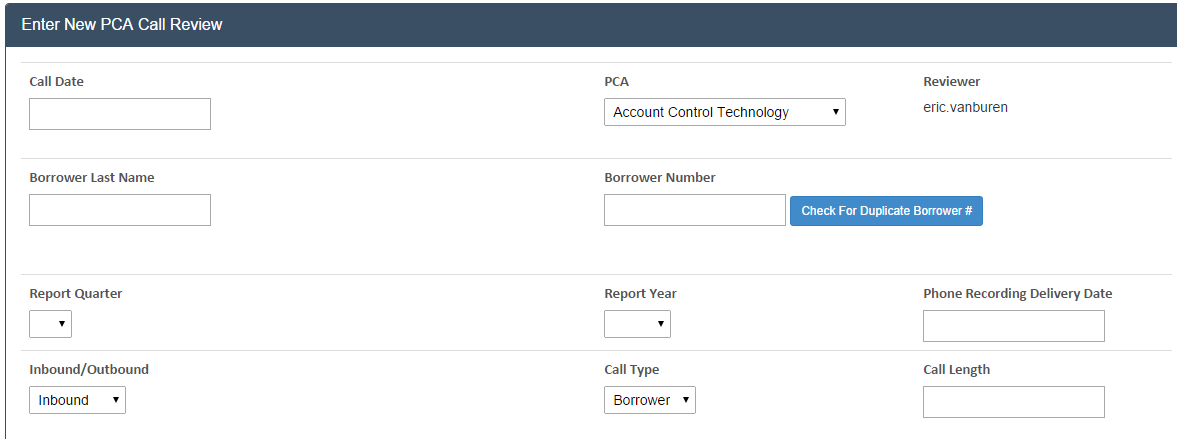 Enter New PCA Call Review
Call Date PCA Reviewer
Account Control Technology eric.vanburen
Borrower Last Name Borrower Number
Check For Duplicate Borrower #
Report Quarter Report Year Phone Recording Delivery Date
Inbound/Outbound Call Type Call Length
Inbound Borrower